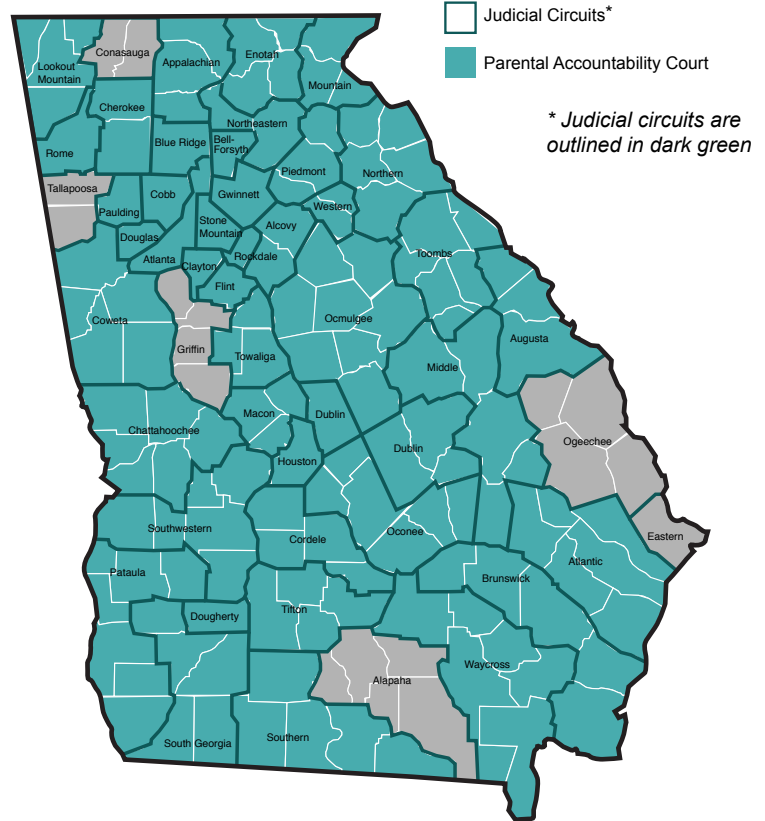 Judicial Circuits*
Parental Accountability Court
* Judicial circuits are
outlined in dark green
Conasauga
Enotah
Lookout
Mountain
Appalachian
Mountain
Cherokee
Northeastern
Blue Ridge
Bell-
Forsyth
Rome
Piedmont
Northern
Tallapoosa
Cobb
Gwinnett
Paulding
Western
Stone
Mountain
Alcovy
Douglas
Toombs
Atlanta
Clayton
Rockdale
Flint
Coweta
Ocmulgee
Augusta
Griffin
Towaliga
Middle
Macon
Dublin
Chattahoochee
Ogeechee
Dublin
Houston
Southwestern
Oconee
Cordele
Eastern
Atlantic
Pataula
Brunswick
Dougherty
Tifton
Waycross
Alapaha
South Georgia
Southern